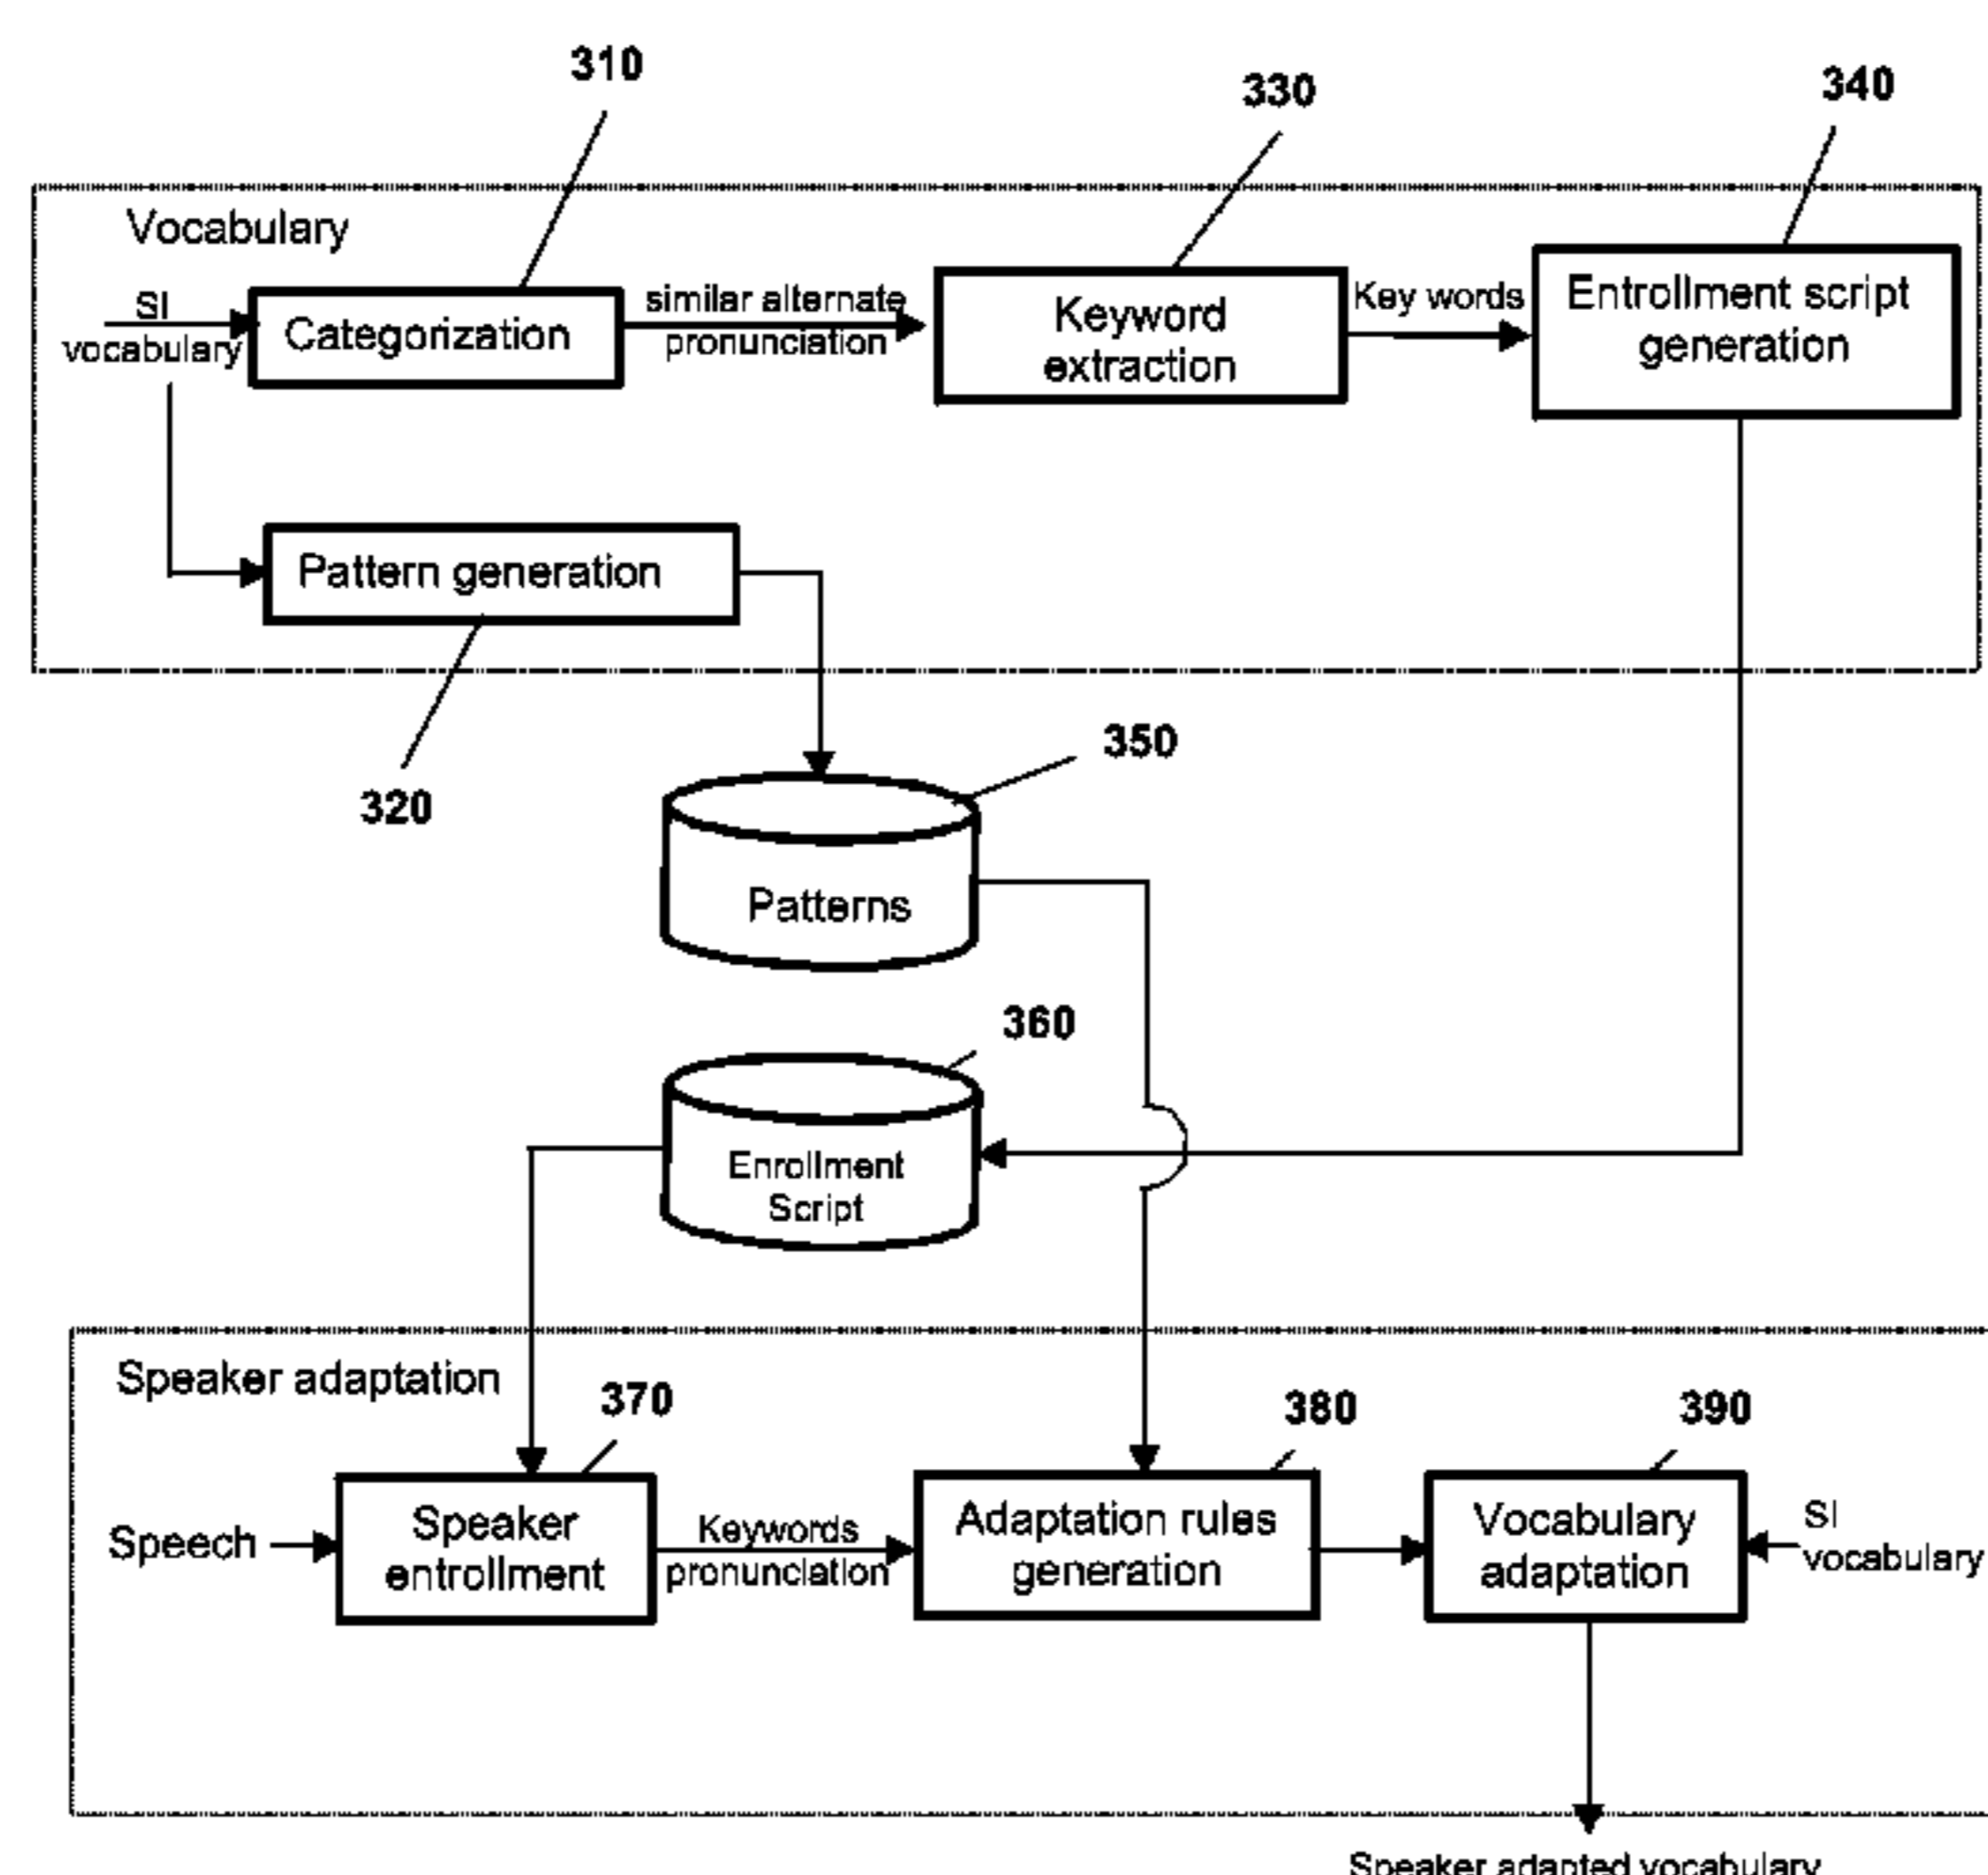 310
330
340
Vocabulary
SI
vocabulary
Categorization
similar alternate
pronunciation
Keyword
extraction
Key words
Entrollment script
generation
Pattern generation
320
350
Patterns
360
Enrollment
Script
Speaker adaptation
370
380
390
Speech
Speaker
entrollment
Keywords
pronunciation
Adaptation rules
generation
Vocabulary
adaptation
SI
vocabulary
Speaker adapted vocabulary